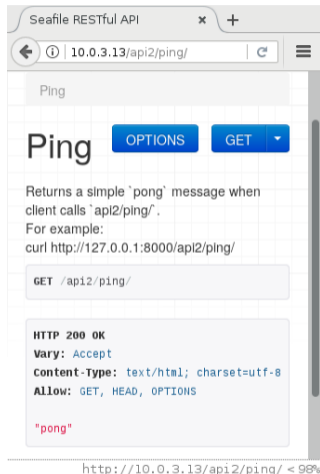 Seafile RESTful API
10.0.3.13/api2/ping/
Ping
Ping
OPTIONS
GET
Returns a simple `pong` message when
client calls `api2/ping/`.
For example:
curl http://127.0.0.1:8000/api2/ping/
GET /api2/ping/
HTTP 200 OK
Vary: Accept
Content-Type: text/html; charset=utf-8
Allow: GET, HEAD, OPTIONS
"pong"
http://10.0.3.13/api2/ping/ < 98%